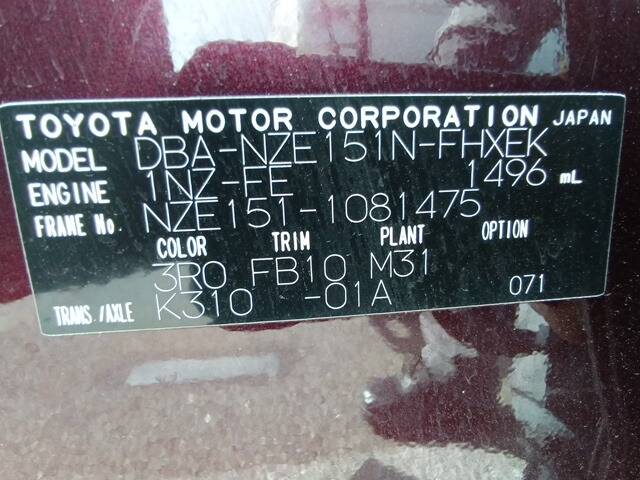 TOYOTA MOTOR CORPORATION JAPAN
MODEL DBA-NZE151N-FHXEK
ENGINE 1NZ-FE 1496 mL
FRAME No. NZE151-1081475
COLOR TRIM PLANT OPTION
3R0 FB10 M31
TRANS./AXLE K310 -01A 071